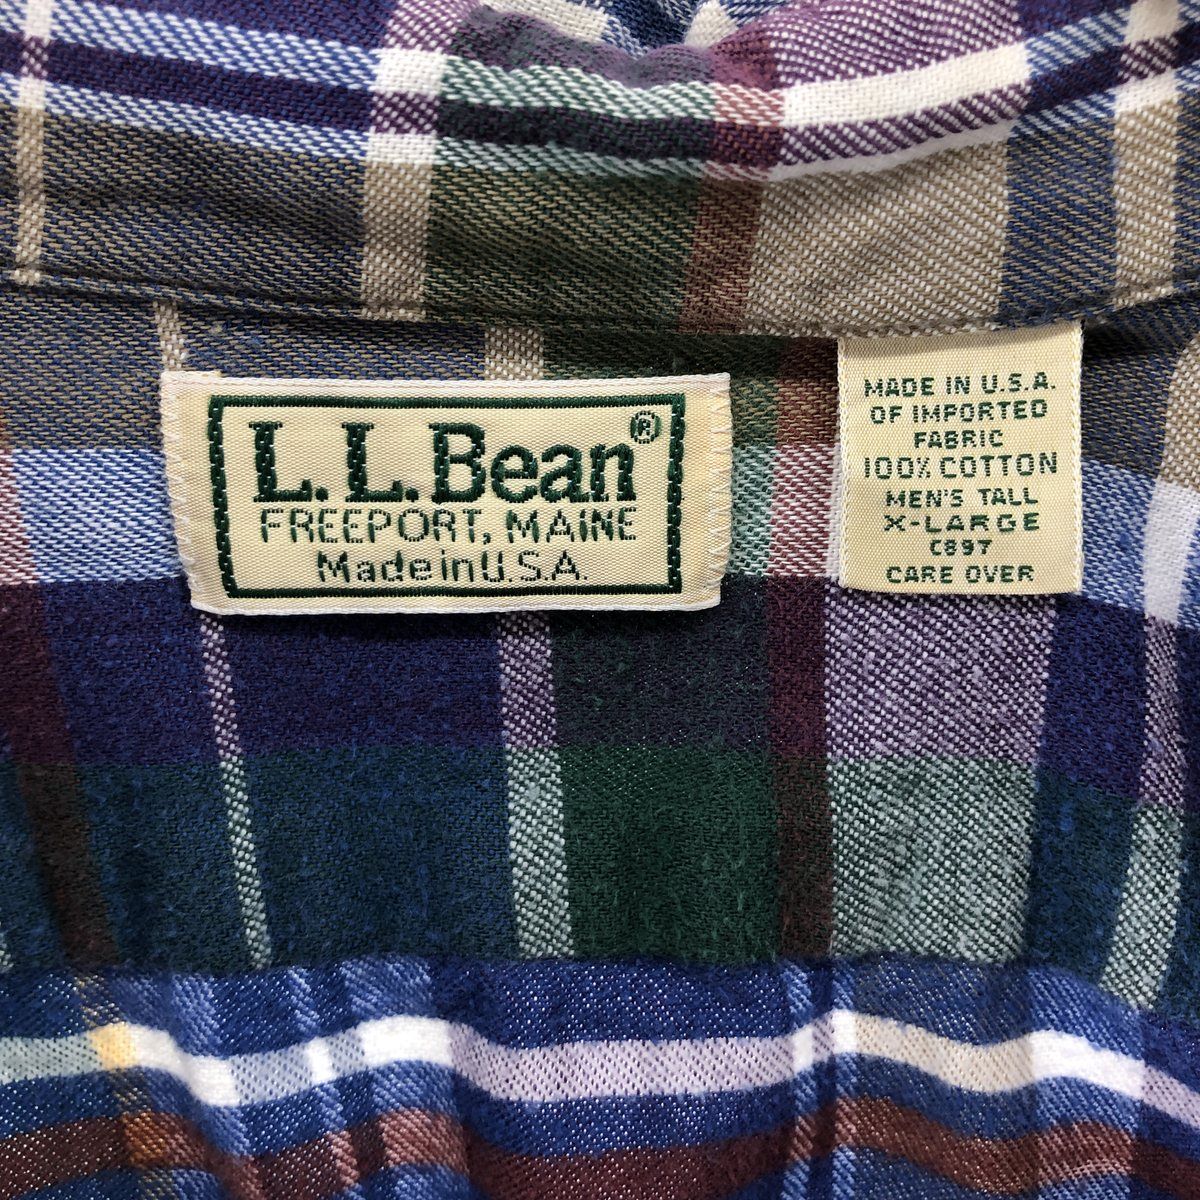 L.L.Bean®
FREEPORT, MAINE
Made in U.S.A.
MADE IN U.S.A.
OF IMPORTED
FABRIC
100% COTTON
MEN'S TALL
X-LARGE
C897
CARE OVER